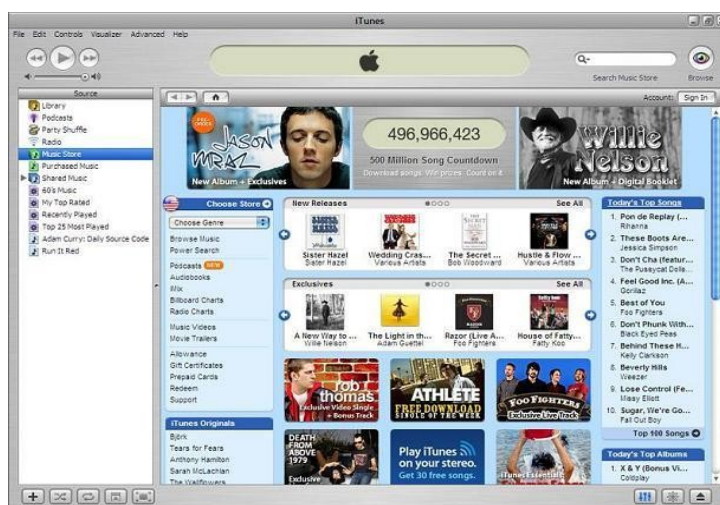 iTunes
File Edit Controls Visualizer Advanced Help
Search Music Store
Browse
Source
Library
Podcasts
Party Shuffle
Radio
Music Store
Purchased Music
Shared Music
60's Music
My Top Rated
Recently Played
Top 25 Most Played
Adam Curry: Daily Source Code
Run It Red
Account: Sign In
PRE-ORDER
JASON MRAZ
New Album + Exclusives
496,966,423
500 Million Song Countdown
Download songs. Win prizes. Count on it.
Willie Nelson
New Album + Digital Booklet
Choose Store
Choose Genre
Browse Music
Power Search
Podcasts NEW
Audiobooks
iMix
Billboard Charts
Radio Charts
Music Videos
Movie Trailers
Allowance
Gift Certificates
Prepaid Cards
Redeem
Support
iTunes Originals
Björk
Tears for Fears
Anthony Hamilton
Sarah McLachlan
The Wallflowers
New Releases
See All
Sister Hazel
Sister Hazel
Wedding Cras...
Various Artists
The Secret ...
Bob Woodward
Hustle & Flow ...
Various Artists
Exclusives
See All
A New Way to ...
Willie Nelson
The Light in th...
Adam Guettel
Razor (Live A...
Foo Fighters
House of Fatty...
Fatty Koo
rob thomas
Exclusive Video Single
+ Bonus Track
ATHLETE
FREE DOWNLOAD
SINGLE OF THE WEEK
FOO FIGHTERS
Exclusive Live Track
DEATH FROM ABOVE 1979
Exclusive
Play iTunes
on your stereo.
Get 30 free songs.
iTunes Essentials
Today's Top Songs
1. Pon de Replay (...
Rihanna
2. These Boots Are...
Jessica Simpson
3. Don't Cha (featur...
The Pussycat Dolls...
4. Feel Good Inc. (A...
Gorillaz
5. Best of You
Foo Fighters
6. Don't Phunk With...
Black Eyed Peas
7. Behind These H...
Kelly Clarkson
8. Beverly Hills
Weezer
9. Lose Control (Fe...
Missy Elliott
10. Sugar, We're Go...
Fall Out Boy
Top 100 Songs
Today's Top Albums
1. X & Y (Bonus Vi...
Coldplay